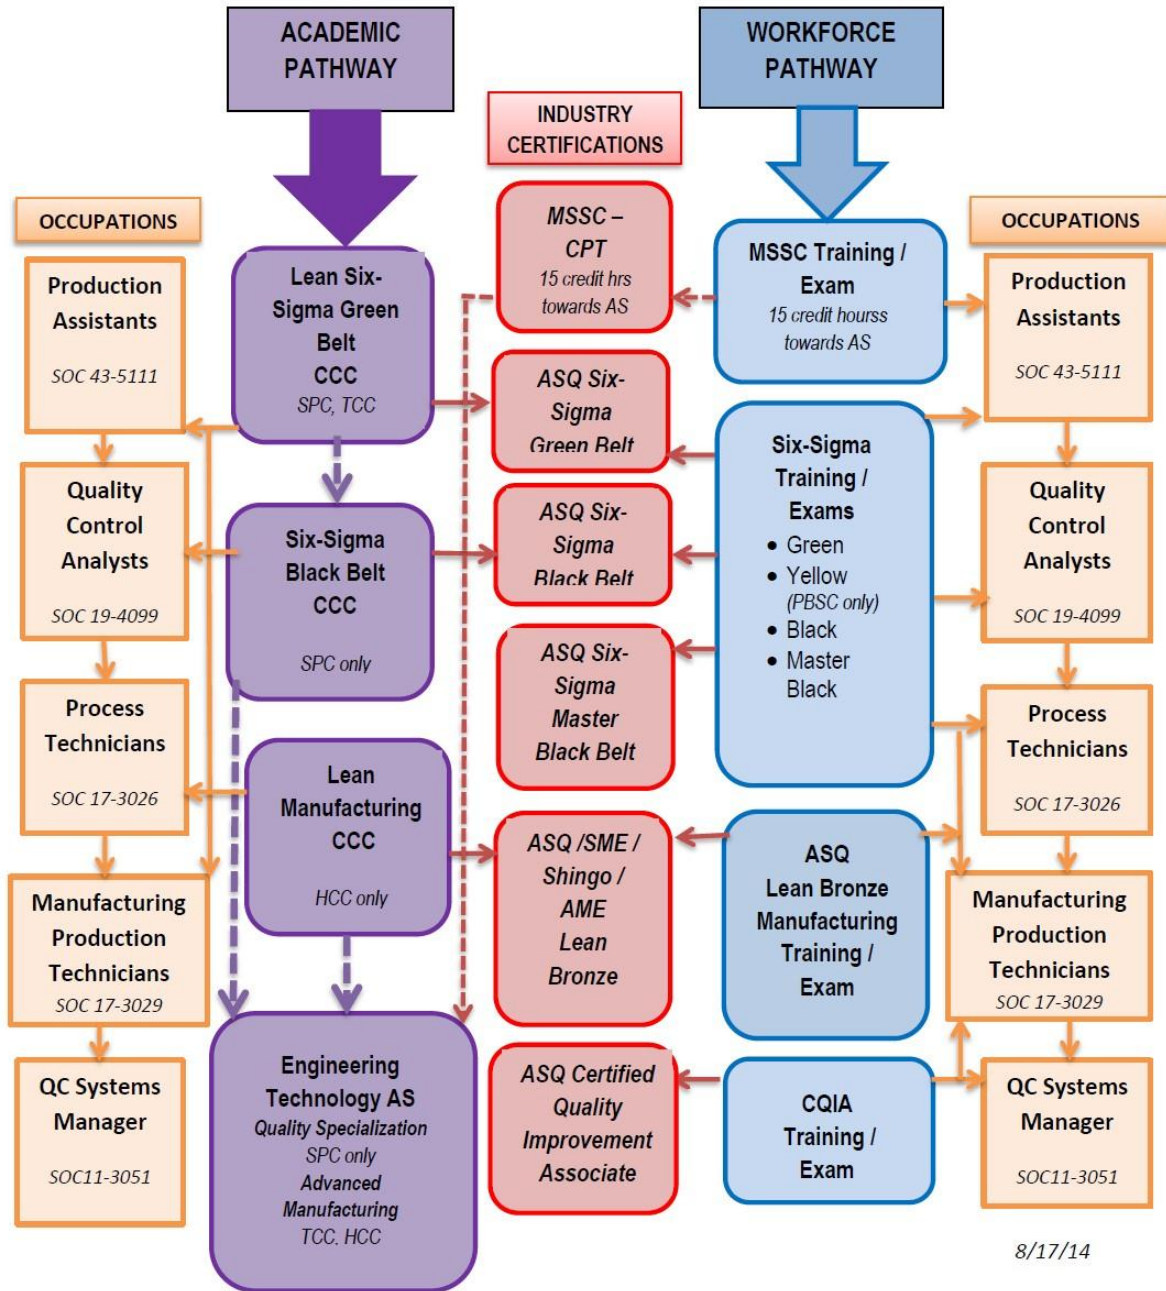 ACADEMIC
PATHWAY
WORKFORCE
PATHWAY
INDUSTRY
CERTIFICATIONS
OCCUPATIONS
Production
Assistants
SOC 43-5111
Quality
Control
Analysts
SOC 19-4099
Process
Technicians
SOC 17-3026
Manufacturing
Production
Technicians
SOC 17-3029
QC Systems
Manager
SOC11-3051
Lean Six-
Sigma Green
Belt
CCC
SPC, TCC
Six-Sigma
Black Belt
CCC
SPC only
Lean
Manufacturing
CCC
HCC only
Engineering
Technology AS
Quality Specialization
SPC only
Advanced
Manufacturing
TCC, HCC
MSSC –
CPT
15 credit hrs
towards AS
ASQ Six-
Sigma
Green Belt
ASQ Six-
Sigma
Black Belt
ASQ Six-
Sigma
Master
Black Belt
ASQ /SME /
Shingo /
AME
Lean
Bronze
ASQ Certified
Quality
Improvement
Associate
MSSC Training /
Exam
15 credit hourss
towards AS
Six-Sigma
Training /
Exams
• Green
• Yellow
(PBSC only)
• Black
• Master
Black
ASQ
Lean Bronze
Manufacturing
Training /
Exam
CQIA
Training /
Exam
OCCUPATIONS
Production
Assistants
SOC 43-5111
Quality
Control
Analysts
SOC 19-4099
Process
Technicians
SOC 17-3026
Manufacturing
Production
Technicians
SOC 17-3029
QC Systems
Manager
SOC11-3051
8/17/14